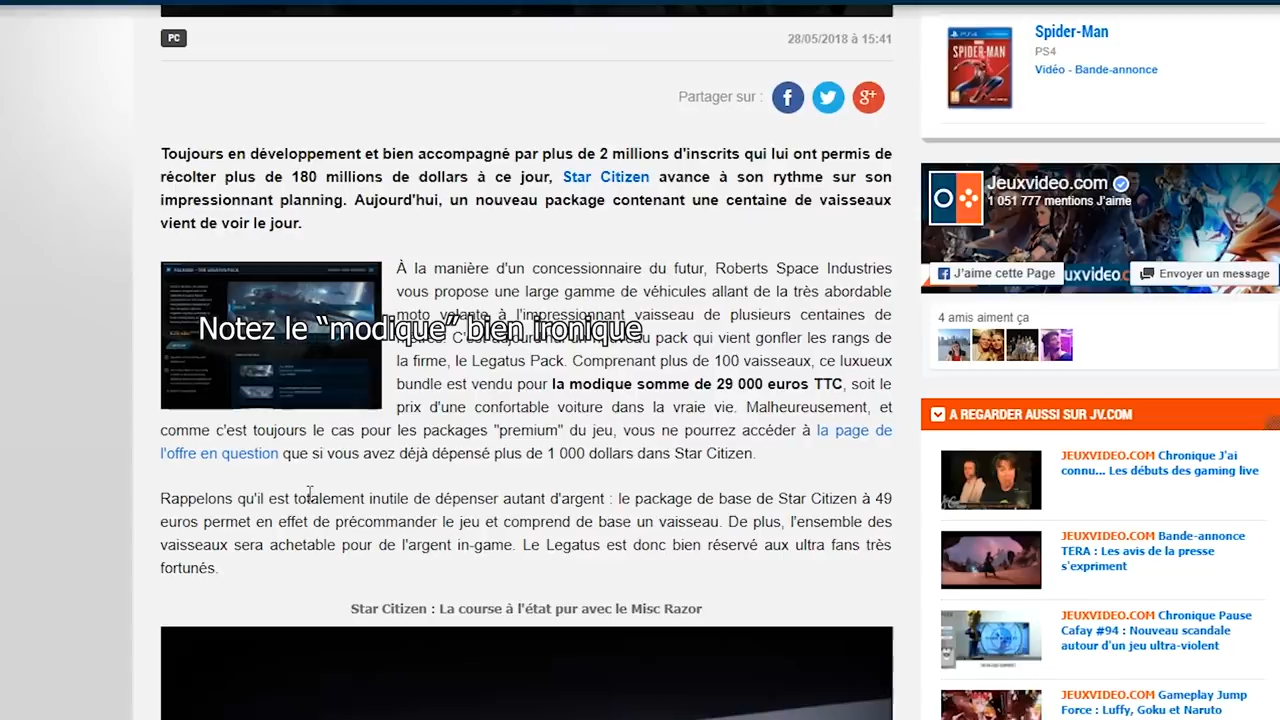 PC
28/05/2018 à 15:41
Partager sur :
f
g+
Toujours en développement et bien accompagné par plus de 2 millions d'inscrits qui lui ont permis de
récolter plus de 180 millions de dollars à ce jour, Star Citizen avance à son rythme sur son
impressionnant planning. Aujourd'hui, un nouveau package contenant une centaine de vaisseaux
vient de voir le jour.
À la manière d'un concessionnaire du futur, Roberts Space Industries
vous propose une large gamme de véhicules allant de la très abordable
moto volante à l'impressionnant vaisseau de plusieurs centaines de
Notez le “modique” bien ironique
pack qui vient gonfler les rangs de
la firme, le Legatus Pack. Comprenant plus de 100 vaisseaux, ce luxueux
bundle est vendu pour la modique somme de 29 000 euros TTC, soit le
prix d'une confortable voiture dans la vraie vie. Malheureusement, et
comme c'est toujours le cas pour les packages "premium" du jeu, vous ne pourrez accéder à la page de
l'offre en question que si vous avez déjà dépensé plus de 1 000 dollars dans Star Citizen.
Rappelons qu'il est totalement inutile de dépenser autant d'argent : le package de base de Star Citizen à 49
euros permet en effet de précommander le jeu et comprend de base un vaisseau. De plus, l'ensemble des
vaisseaux sera achetable pour de l'argent in-game. Le Legatus est donc bien réservé aux ultra fans très
fortunés.
Star Citizen : La course à l'état pur avec le Misc Razor
SPIDER-MAN
Spider-Man
PS4
Vidéo - Bande-annonce
Jeuxvideo.com
1 051 777 mentions J'aime
J'aime cette Page
uxvideo.c
Envoyer un message
4 amis aiment ça
A REGARDER AUSSI SUR JV.COM
JEUXVIDEO.COM Chronique J'ai
connu... Les débuts des gaming live
JEUXVIDEO.COM Bande-annonce
TERA : Les avis de la presse
s'expriment
JEUXVIDEO.COM Chronique Pause
Cafay #94 : Nouveau scandale
autour d'un jeu ultra-violent
JEUXVIDEO.COM Gameplay Jump
Force : Luffy, Goku et Naruto